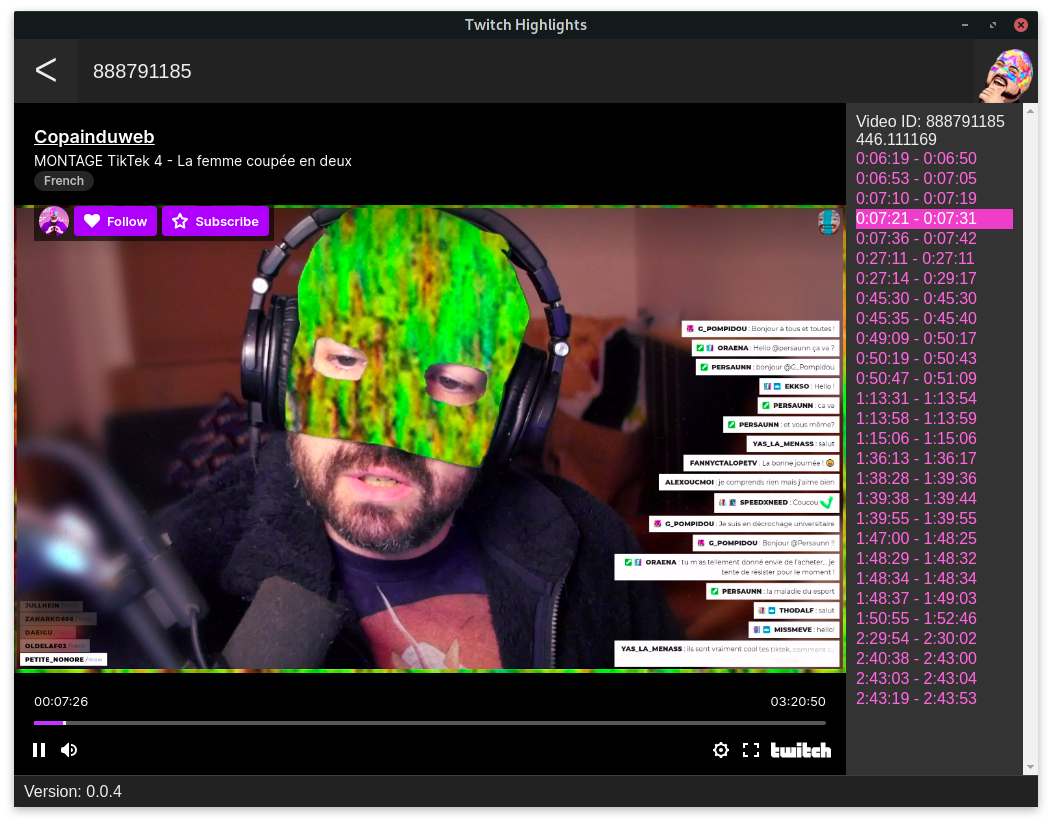 Twitch Highlights
<
888791185
Copainduweb
MONTAGE TikTek 4 - La femme coupée en deux
French
Follow
Subscribe
G_POMPIDOU : Bonjour à tous et toutes !
ORAENA : Hello @persaunn ça va ?
PERSAUNN : bonjour @G_Pompidou
EKKSO : Hello !
PERSAUNN : ca va
PERSAUNN : et vous même?
YAS_LA_MENASS : salut
FANNYCTALOPETV : La bonne journée !
ALEXOUCMOI : je comprends rien mais j'aime bien
SPEEDXNEED : Coucou
G_POMPIDOU : Je suis en décrochage universitaire
G_POMPIDOU : Bonjour @Persaunn !!
ORAENA : tu m'as tellement donné envie de l'acheter... je
tente de résister pour le moment !
PERSAUNN : la maladie du esport
THODALF : salut
MISSMEVE : hello!
YAS_LA_MENASS : ils sont vraiment cool tes tiktek, comment tu
JULLHEIN
ZANARKO666
DAEICU
OLDELAF03
PETITE_NONORE
00:07:26
03:20:50
twitch
Video ID: 888791185
446.111169
0:06:19 - 0:06:50
0:06:53 - 0:07:05
0:07:10 - 0:07:19
0:07:21 - 0:07:31
0:07:36 - 0:07:42
0:27:11 - 0:27:11
0:27:14 - 0:29:17
0:45:30 - 0:45:30
0:45:35 - 0:45:40
0:49:09 - 0:50:17
0:50:19 - 0:50:43
0:50:47 - 0:51:09
1:13:31 - 1:13:54
1:13:58 - 1:13:59
1:15:06 - 1:15:06
1:36:13 - 1:36:17
1:38:28 - 1:39:36
1:39:38 - 1:39:44
1:39:55 - 1:39:55
1:47:00 - 1:48:25
1:48:29 - 1:48:32
1:48:34 - 1:48:34
1:48:37 - 1:49:03
1:50:55 - 1:52:46
2:29:54 - 2:30:02
2:40:38 - 2:43:00
2:43:03 - 2:43:04
2:43:19 - 2:43:53
Version: 0.0.4